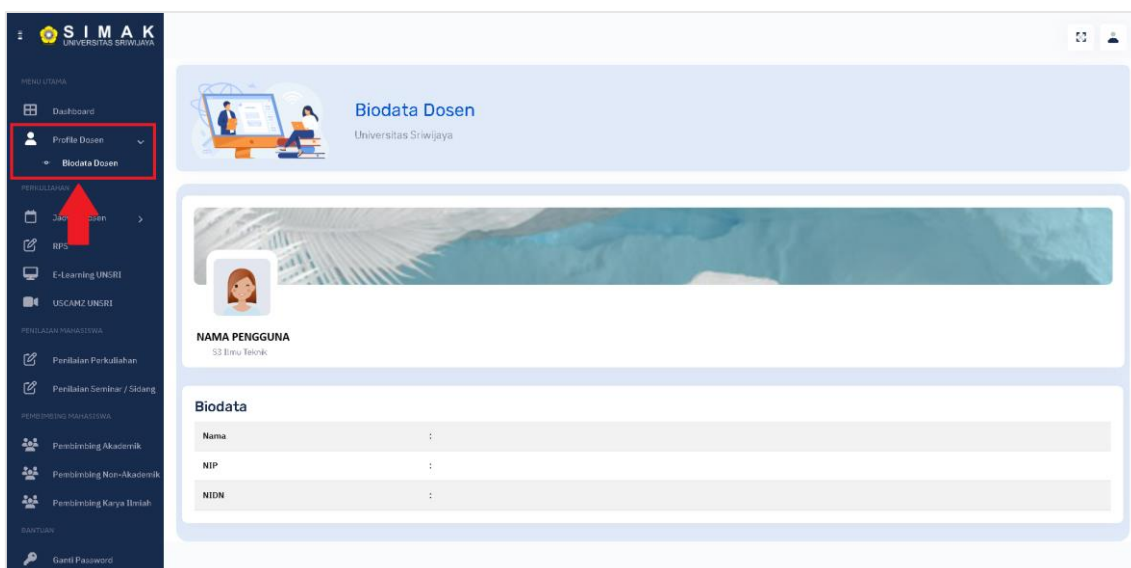 SIMAK
UNIVERSITAS SRIWIJAYA
MENU UTAMA
Dashboard
Profile Dosen
Biodata Dosen
PERKULIAHAN
RPS
E-Learning UNSRI
USCAMZ UNSRI
PENILAIAN MAHASISWA
Penilaian Perkuliahan
Penilaian Seminar / Sidang
PEMBIMBING MAHASISWA
Pembimbing Akademik
Pembimbing Non-Akademik
Pembimbing Karya Ilmiah
BANTUAN
Ganti Password
Biodata Dosen
Universitas Sriwijaya
NAMA PENGGUNA
S3 Ilmu Teknik
Biodata
Nama :
NIP :
NIDN :